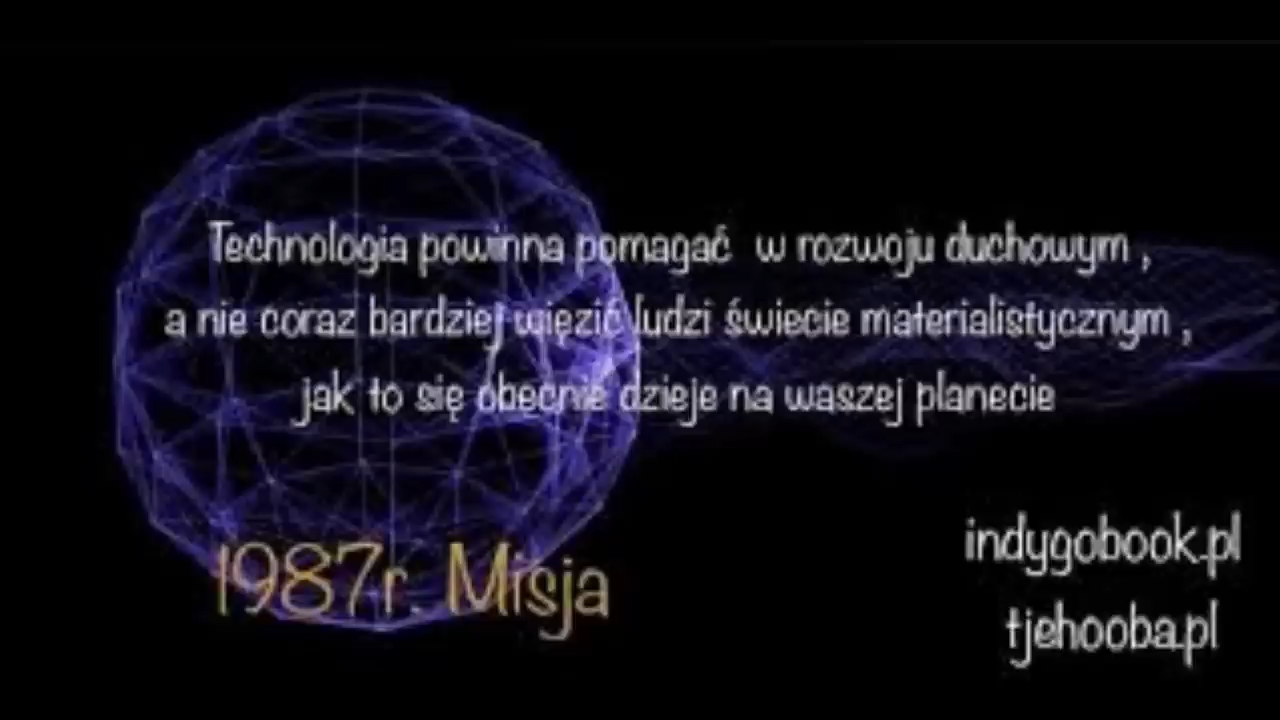 Technologia powinna pomagać w rozwoju duchowym ,
a nie coraz bardziej więzić ludzi świecie materialistycznym ,
jak to się obecnie dzieje na waszej planecie
1987r. Misja
indygobook.pl
tjehooba.pl